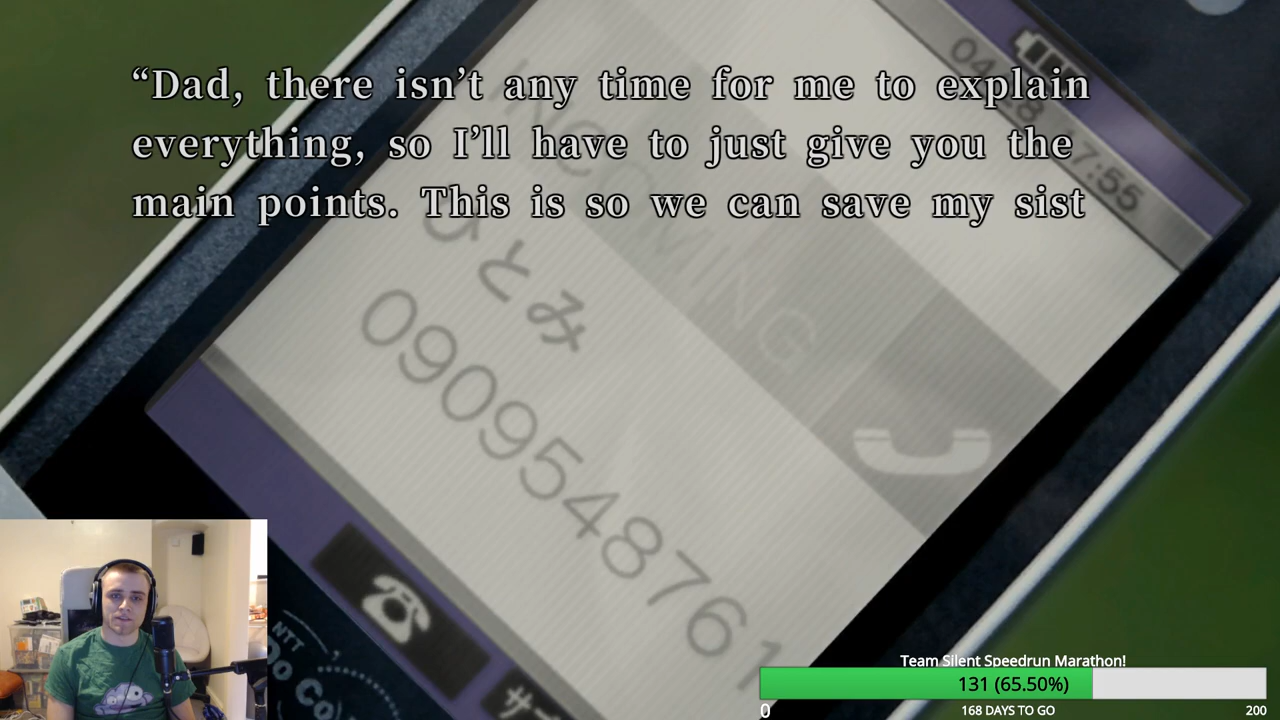 “Dad, there isn’t any time for me to explain
everything, so I’ll have to just give you the
main points. This is so we can save my sist
INCOMING
ひとみ
0909548761
NTT
Team Silent Speedrun Marathon!
131 (65.50%)
0
168 DAYS TO GO
200